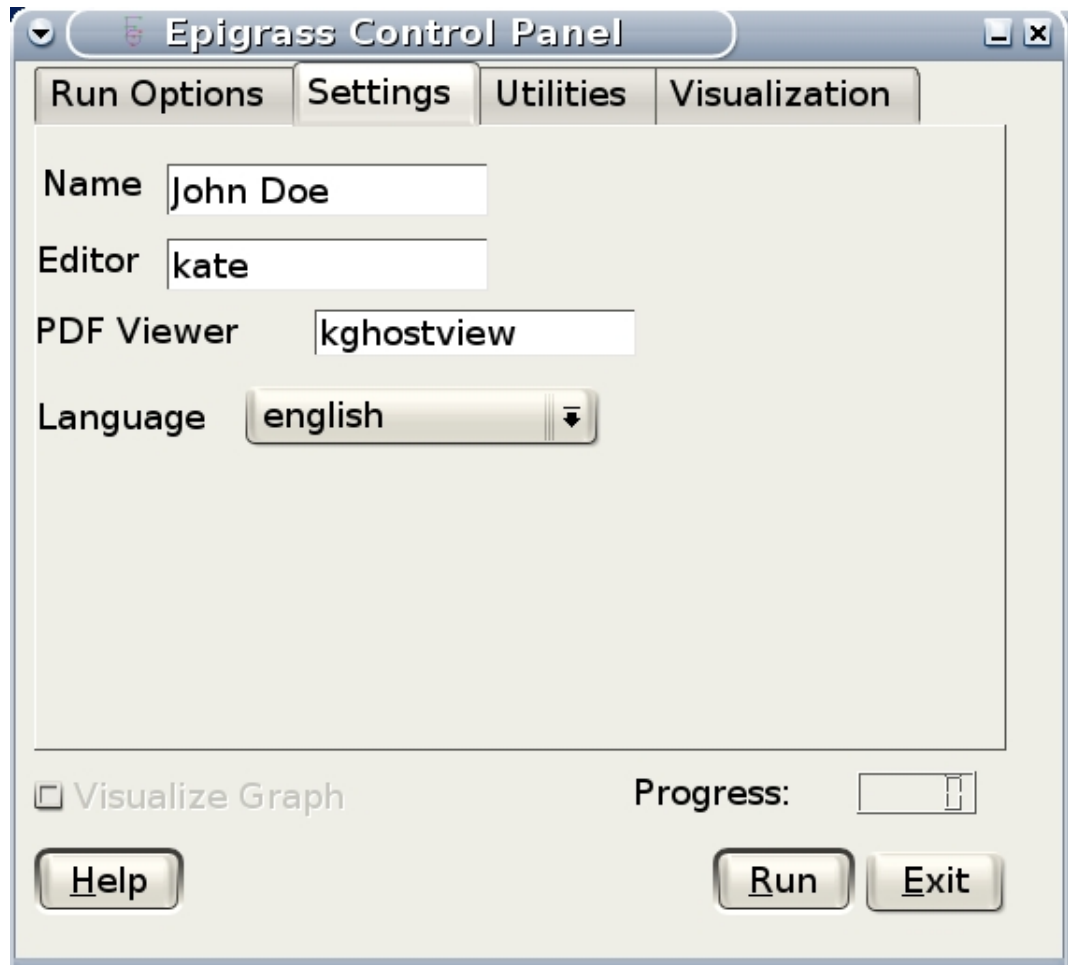 Epigrass Control Panel
Run Options Settings Utilities Visualization
Name John Doe
Editor kate
PDF Viewer kghostview
Language english
Visualize Graph Progress: 0
Help Run Exit